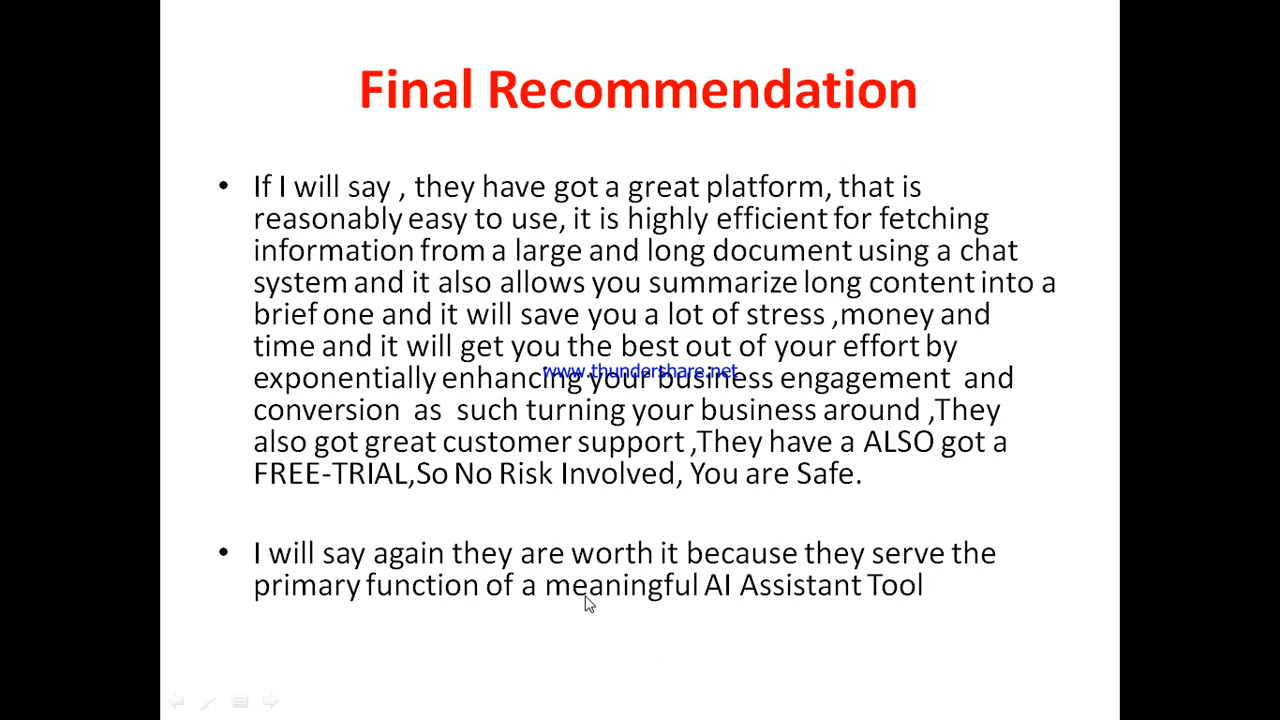 Final Recommendation
• If I will say , they have got a great platform, that is
reasonably easy to use, it is highly efficient for fetching
information from a large and long document using a chat
system and it also allows you summarize long content into a
brief one and it will save you a lot of stress ,money and
time and it will get you the best out of your effort by
www.thundershare.net
exponentially enhancing your business engagement and
conversion as such turning your business around ,They
also got great customer support ,They have a ALSO got a
FREE-TRIAL,So No Risk Involved, You are Safe.
• I will say again they are worth it because they serve the
primary function of a meaningful AI Assistant Tool